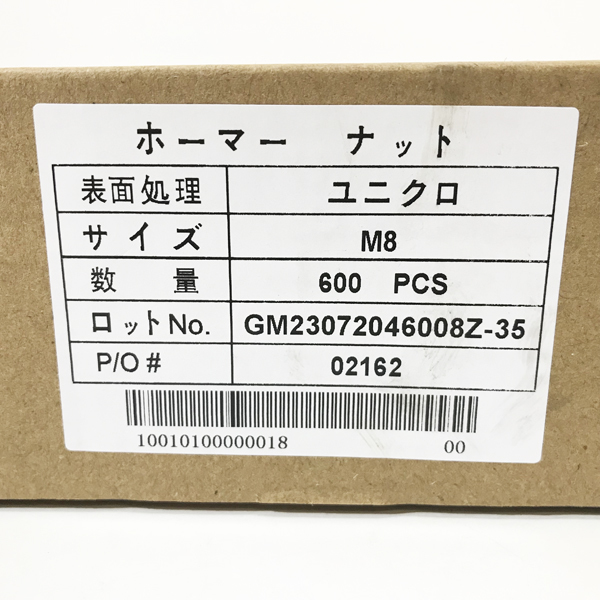 ホーマー ナット
表面処理 ユニクロ
サイズ M8
数量 600 PCS
ロットNo. GM23072046008Z-35
P/O # 02162
10010100000018 00